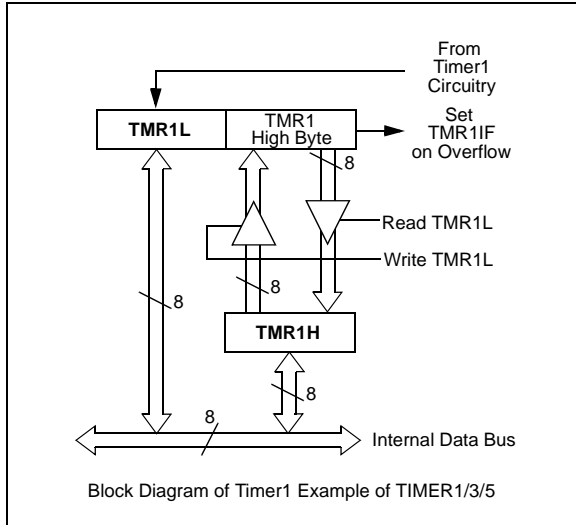 From
Timer1
Circuitry
TMR1L
TMR1
High Byte
Set
TMR1IF
on Overflow
8
Read TMR1L
Write TMR1L
8
8
TMR1H
8
8
Internal Data Bus
Block Diagram of Timer1 Example of TIMER1/3/5